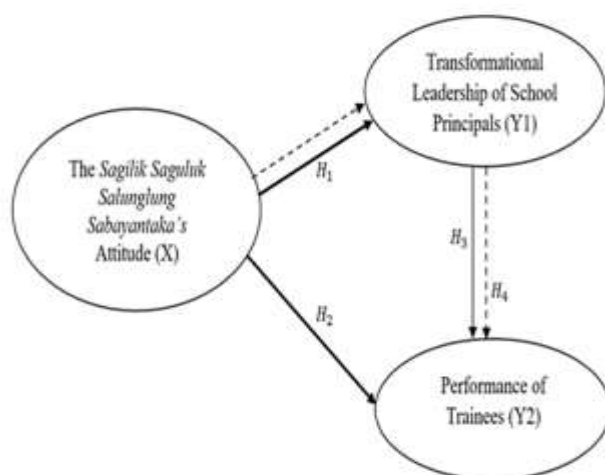 Transformational
Leadership of School
Principals (Y1)
The Sagilik Saguluk
Salunglung
Sabayantaka's
Attitude (X)
H1
H3
H4
H2
Performance of
Trainees (Y2)